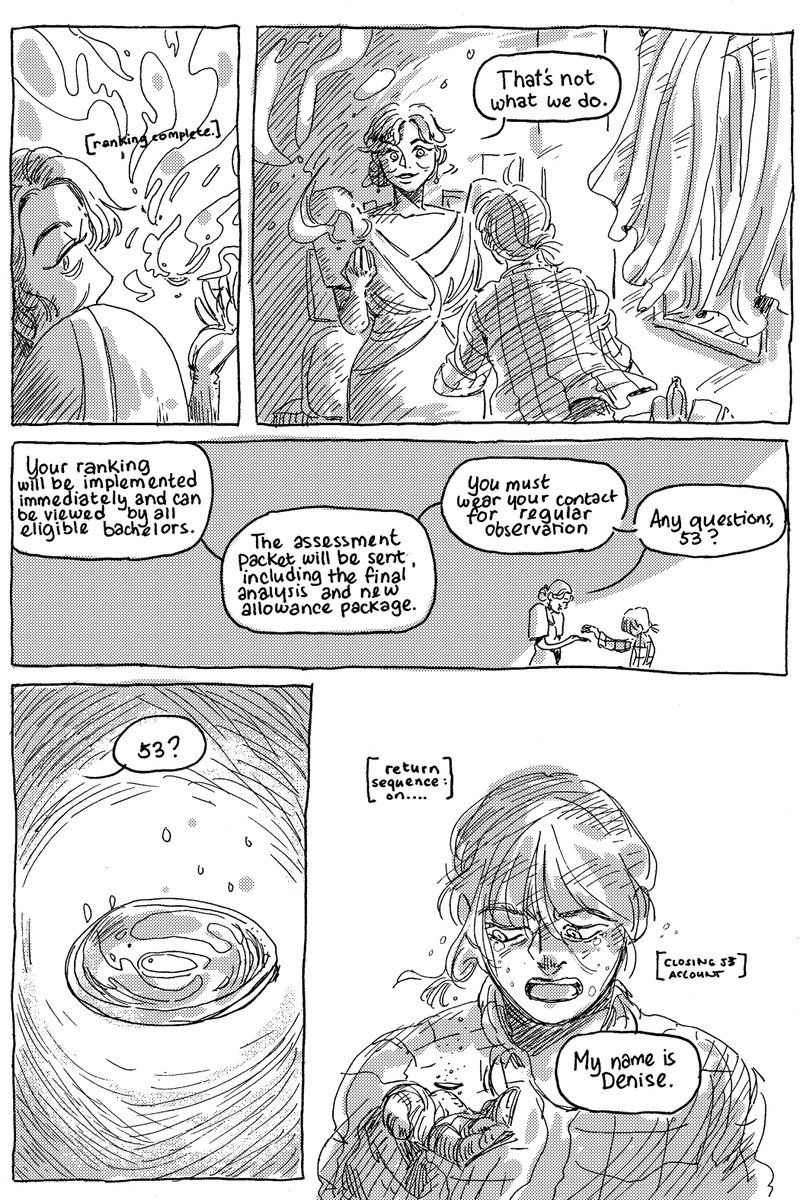 [ranking complete.]
That's not
what we do.
Your ranking
will be implemented
immediately and can
be viewed by all
eligible bachelors.
The assessment
packet will be sent,
including the final
analysis and new
allowance package.
You must
wear your contact
for regular
observation
Any questions,
53?
53?
[return
sequence:
on....]
[CLOSING 53
ACCOUNT]
My name is
Denise.